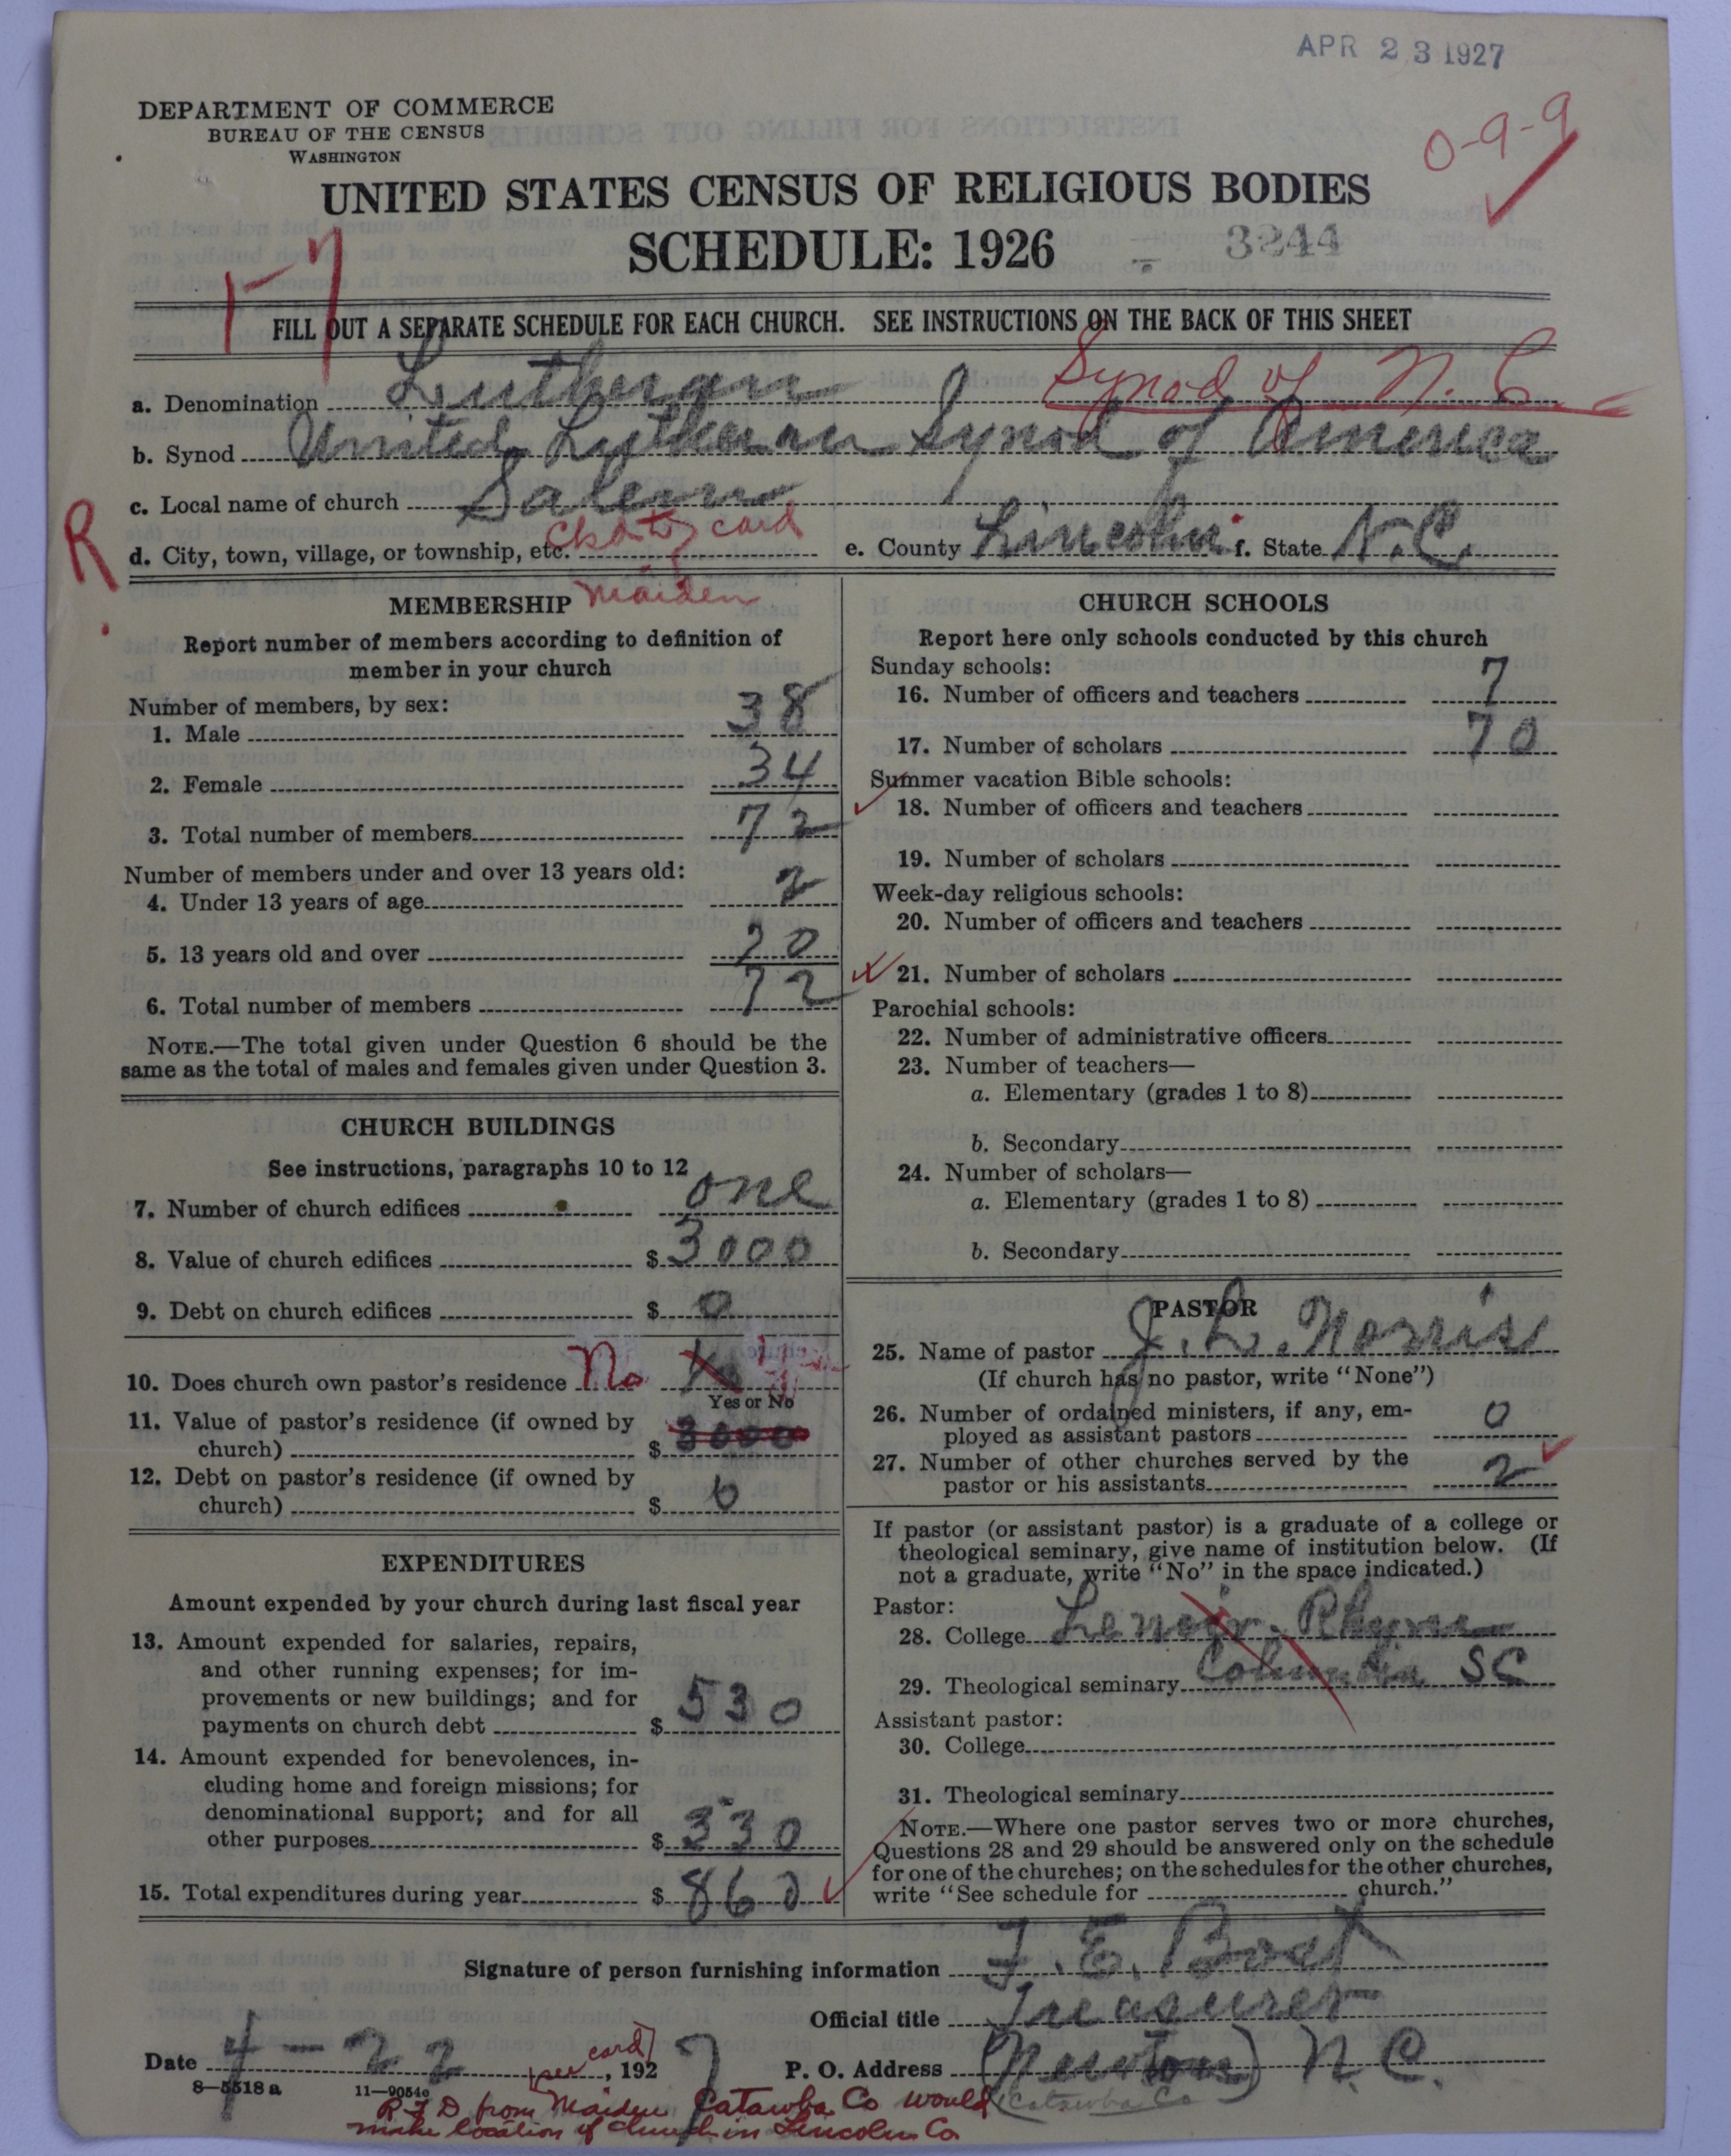 APR 23 1927
DEPARTMENT OF COMMERCE
BUREAU OF THE CENSUS
WASHINGTON
0-9-9
UNITED STATES CENSUS OF RELIGIOUS BODIES
SCHEDULE: 1926
3244
1-7
FILL OUT A SEPARATE SCHEDULE FOR EACH CHURCH. SEE INSTRUCTIONS ON THE BACK OF THIS SHEET
a. Denomination Lutheran Synod of N. C.
b. Synod United Lutheran Synod of America
c. Local name of church Salem
R
d. City, town, village, or township, etc. card e. County Lincoln f. State N.C.
Maiden
MEMBERSHIP
Report number of members according to definition of
member in your church
Number of members, by sex:
1. Male 38
2. Female 34
3. Total number of members 72
Number of members under and over 13 years old:
4. Under 13 years of age 2
5. 13 years old and over 70
6. Total number of members 72
NOTE.—The total given under Question 6 should be the
same as the total of males and females given under Question 3.
CHURCH BUILDINGS
See instructions, paragraphs 10 to 12
7. Number of church edifices one
8. Value of church edifices $ 3000
9. Debt on church edifices $ 0
10. Does church own pastor's residence No
Yes or No
11. Value of pastor's residence (if owned by
church) $ 3000
12. Debt on pastor's residence (if owned by
church) $ 0
EXPENDITURES
Amount expended by your church during last fiscal year
13. Amount expended for salaries, repairs,
and other running expenses; for im-
provements or new buildings; and for
payments on church debt $ 530
14. Amount expended for benevolences, in-
cluding home and foreign missions; for
denominational support; and for all
other purposes $ 330
15. Total expenditures during year $ 860
CHURCH SCHOOLS
Report here only schools conducted by this church
Sunday schools:
16. Number of officers and teachers 7
17. Number of scholars 70
Summer vacation Bible schools:
18. Number of officers and teachers
19. Number of scholars
Week-day religious schools:
20. Number of officers and teachers
21. Number of scholars
Parochial schools:
22. Number of administrative officers
23. Number of teachers—
a. Elementary (grades 1 to 8)
b. Secondary
24. Number of scholars—
a. Elementary (grades 1 to 8)
b. Secondary
PASTOR
25. Name of pastor J. L. Norris
(If church has no pastor, write "None")
26. Number of ordained ministers, if any, em-
ployed as assistant pastors 0
27. Number of other churches served by the
pastor or his assistants 2
If pastor (or assistant pastor) is a graduate of a college or
theological seminary, give name of institution below. (If
not a graduate, write "No" in the space indicated.)
Pastor:
28. College Lenoir. Rhyne
29. Theological seminary Columbia SC
Assistant pastor:
30. College
31. Theological seminary
NOTE.—Where one pastor serves two or more churches,
Questions 28 and 29 should be answered only on the schedule
for one of the churches; on the schedules for the other churches,
write "See schedule for church."
Signature of person furnishing information J. E. Boat
Official title Treasurer
Date 4-22, 1927 P. O. Address (Newton) N. C.
(see card)
8-5518 a 11-9054c
R F D from Maiden Catawba Co would (Catawba Co
make location of church in Lincoln Co